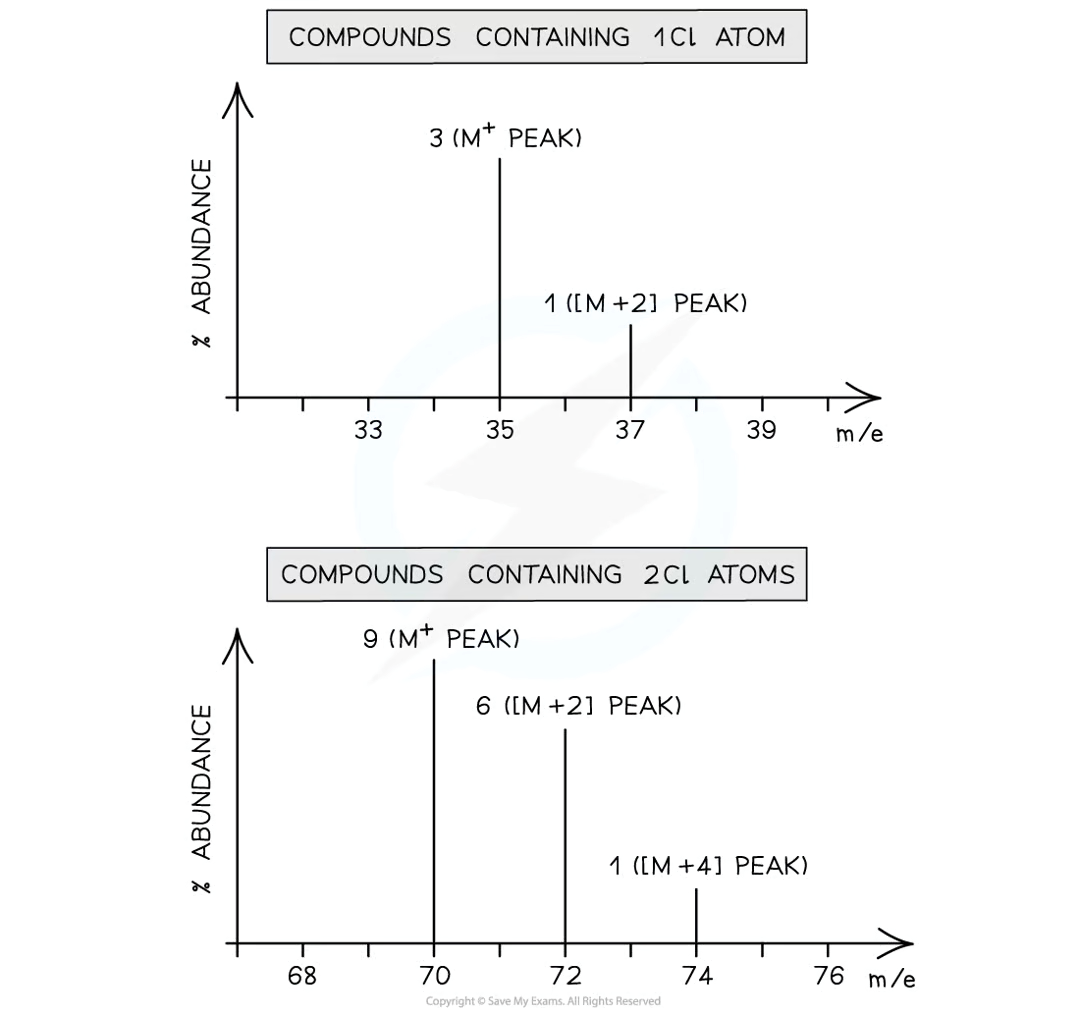 COMPOUNDS CONTAINING 1Cl ATOM
% ABUNDANCE
3 (M⁺ PEAK)
1 ([M +2] PEAK)
33 35 37 39 m/e
COMPOUNDS CONTAINING 2Cl ATOMS
% ABUNDANCE
9 (M⁺ PEAK)
6 ([M +2] PEAK)
1 ([M +4] PEAK)
68 70 72 74 76 m/e
Copyright © Save My Exams. All Rights Reserved